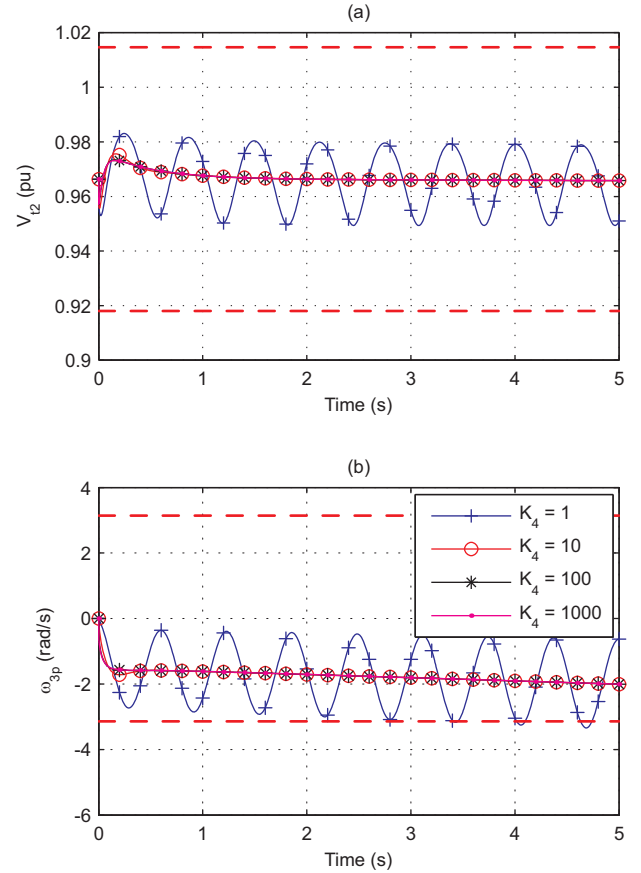 (a)
1.02
1
0.98
0.96
0.94
0.92
0.9
V_t2 (pu)
0 1 2 3 4 5
Time (s)
(b)
4
2
0
-2
-4
-6
ω_3p (rad/s)
K_4 = 1
K_4 = 10
K_4 = 100
K_4 = 1000
0 1 2 3 4 5
Time (s)